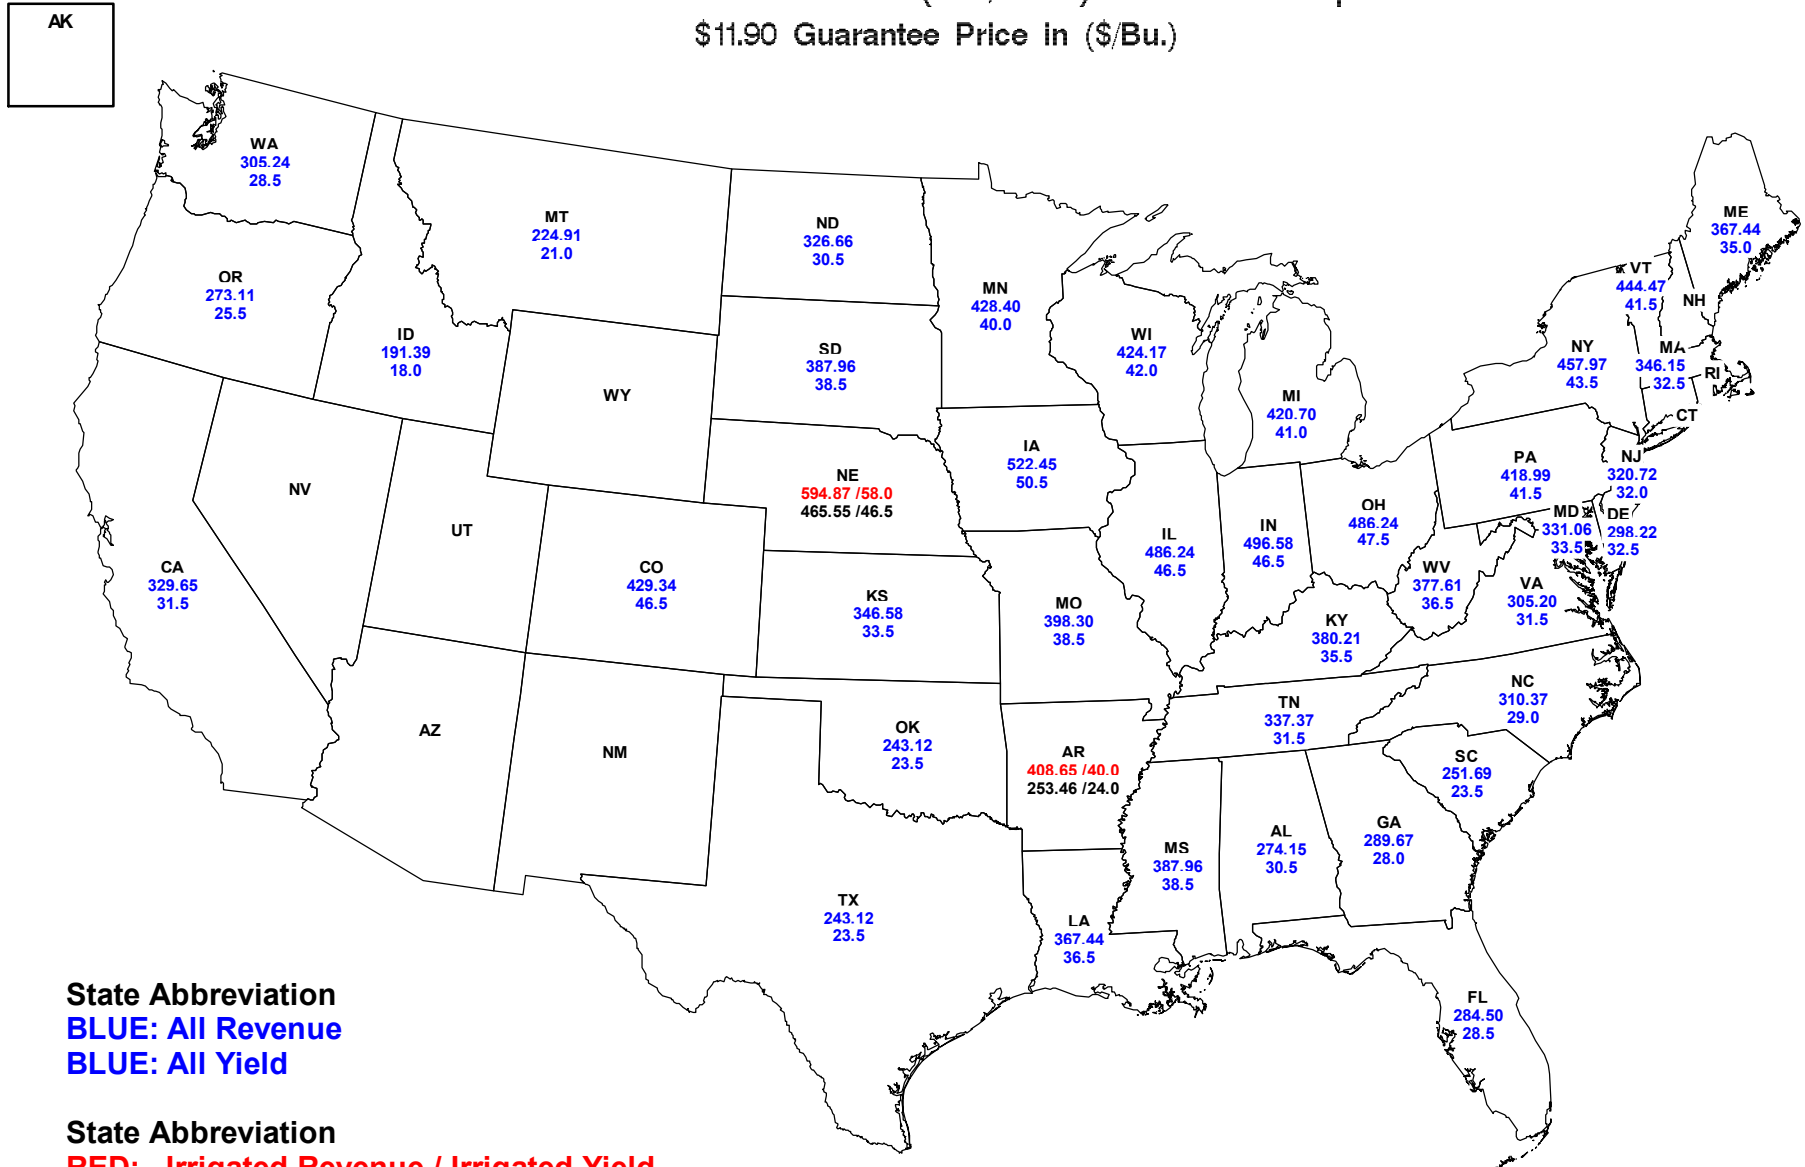 AK
$11.90 Guarantee Price in ($/Bu.)
WA
305.24
28.5
MT
224.91
21.0
ND
326.66
30.5
MN
428.40
40.0
ME
367.44
35.0
VT
444.47
41.5
NH
OR
273.11
25.5
ID
191.39
18.0
WY
SD
387.96
38.5
WI
424.17
42.0
MI
420.70
41.0
NY
457.97
43.5
MA
346.15
32.5
RI
CT
NV
UT
NE
594.87 /58.0
465.55 /46.5
IA
522.45
50.5
PA
418.99
41.5
NJ
320.72
32.0
CA
329.65
31.5
CO
429.34
46.5
KS
346.58
33.5
MO
398.30
38.5
IL
486.24
46.5
IN
496.58
46.5
OH
486.24
47.5
MD
331.06
33.5
DE
298.22
32.5
WV
377.61
36.5
VA
305.20
31.5
KY
380.21
35.5
AZ
NM
OK
243.12
23.5
AR
408.65 /40.0
253.46 /24.0
TN
337.37
31.5
NC
310.37
29.0
SC
251.69
23.5
TX
243.12
23.5
LA
367.44
36.5
MS
387.96
38.5
AL
274.15
30.5
GA
289.67
28.0
FL
284.50
28.5
State Abbreviation
BLUE: All Revenue
BLUE: All Yield
State Abbreviation
RED: Irrigated Revenue / Irrigated Yield